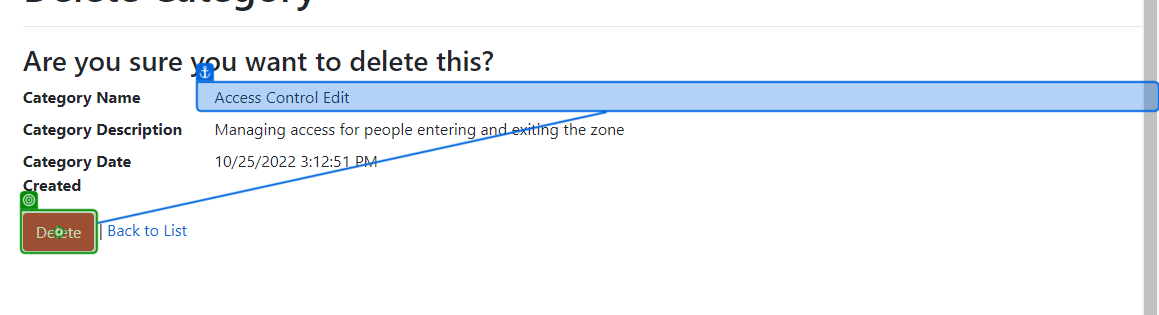 Delete Category
Are you sure you want to delete this?
Category Name Access Control Edit
Category Description Managing access for people entering and exiting the zone
Category Date Created 10/25/2022 3:12:51 PM
Delete | Back to List